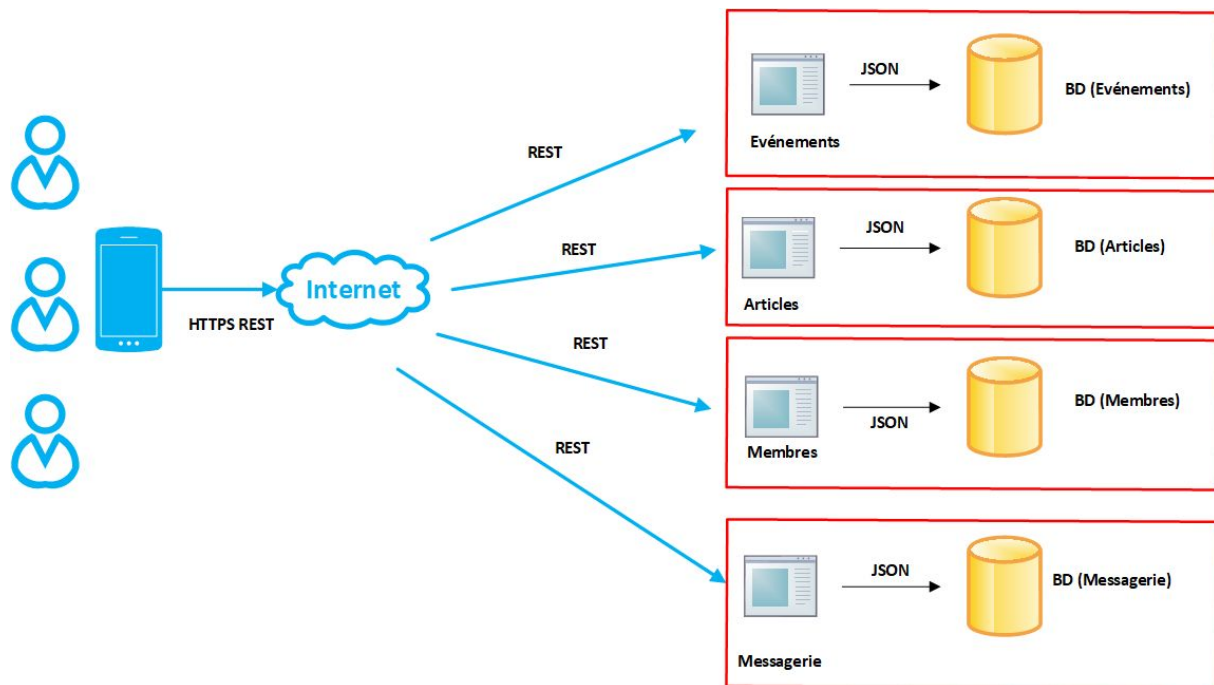 JSON
BD (Evénements)
Evénements
REST
JSON
BD (Articles)
REST
Articles
Internet
HTTPS REST
REST
JSON
BD (Membres)
Membres
REST
JSON
BD (Messagerie)
Messagerie